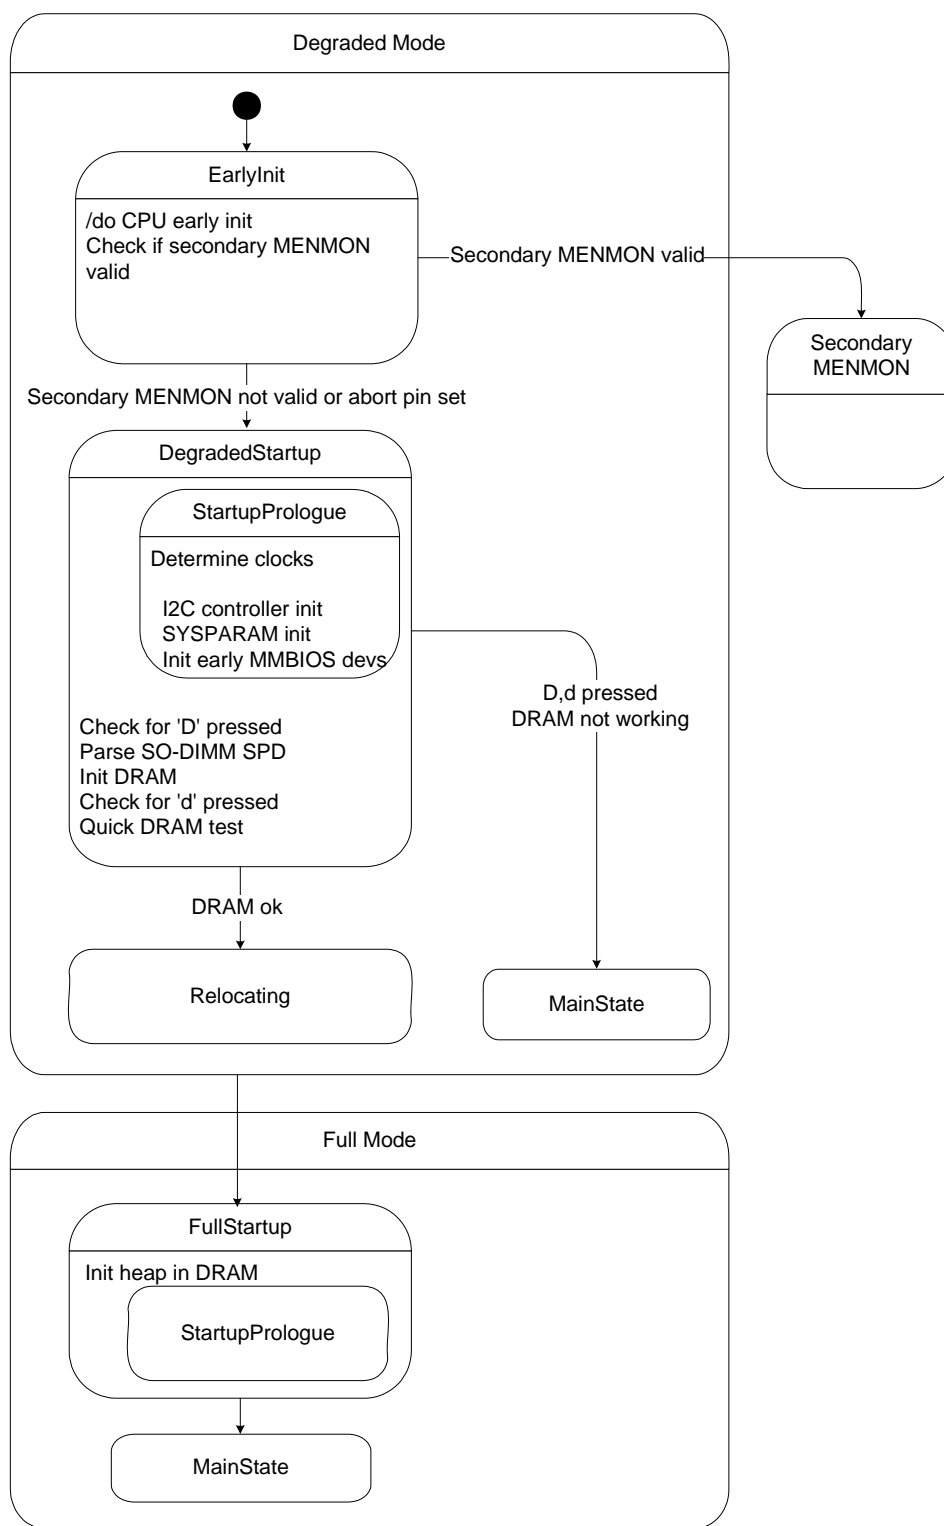 Degraded Mode
EarlyInit
/do CPU early init
Check if secondary MENMON
valid
Secondary MENMON valid
Secondary
MENMON
Secondary MENMON not valid or abort pin set
DegradedStartup
StartupPrologue
Determine clocks
I2C controller init
SYSPARAM init
Init early MMBIOS devs
D,d pressed
DRAM not working
Check for 'D' pressed
Parse SO-DIMM SPD
Init DRAM
Check for 'd' pressed
Quick DRAM test
DRAM ok
Relocating
MainState
Full Mode
FullStartup
Init heap in DRAM
StartupPrologue
MainState